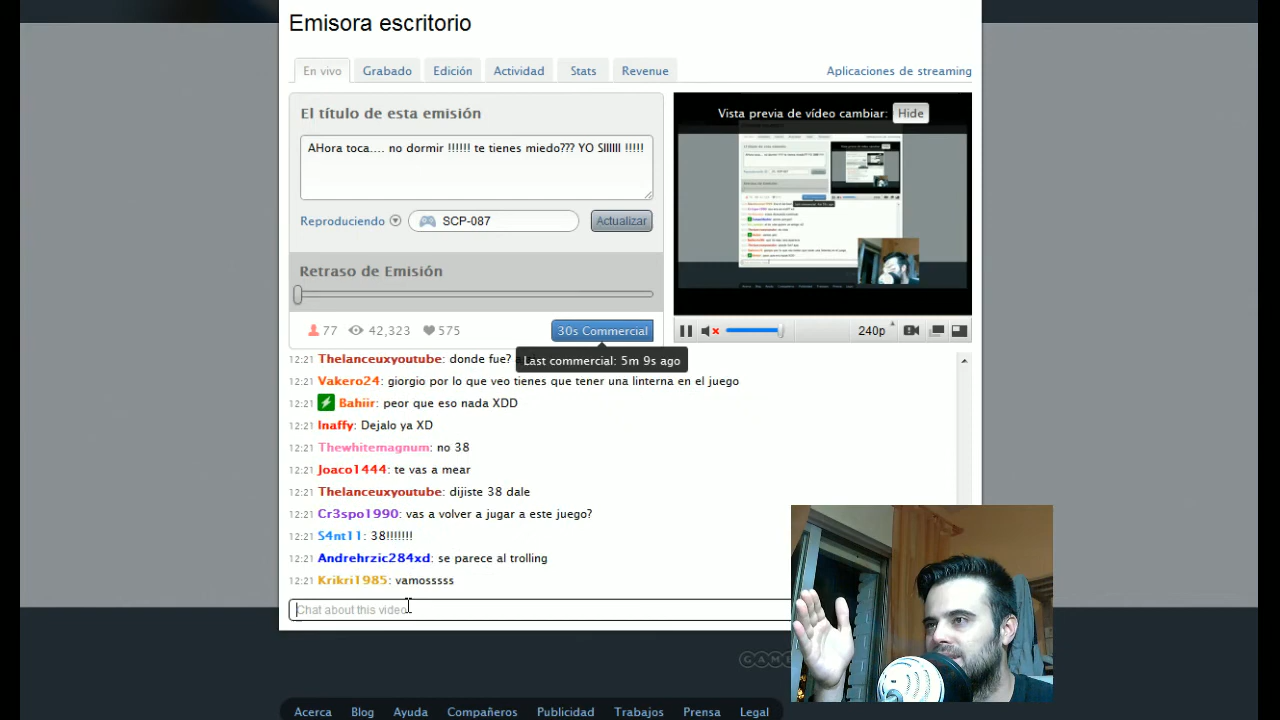 Emisora escritorio
En vivo Grabado Edición Actividad Stats Revenue Aplicaciones de streaming
El título de esta emisión
AHora toca.... no dormir !!!!!! te tienes miedo??? YO SIIIIII !!!!!
Reproduciendo SCP-087 Actualizar
Retraso de Emisión
77 42,323 575 30s Commercial
Last commercial: 5m 9s ago
Vista previa de vídeo cambiar: Hide
240p
12:21 Thelanceuxyoutube: donde fue?
12:21 Vakero24: giorgio por lo que veo tienes que tener una linterna en el juego
12:21 Bahiir: peor que eso nada XDD
12:21 Inaffy: Dejalo ya XD
12:21 Thewhitemagnum: no 38
12:21 Joaco1444: te vas a mear
12:21 Thelanceuxyoutube: dijiste 38 dale
12:21 Cr3spo1990: vas a volver a jugar a este juego?
12:21 S4nt11: 38!!!!!!!
12:21 Andrehrzic284xd: se parece al trolling
12:21 Krikri1985: vamosssss
Chat about this video
Acerca Blog Ayuda Compañeros Publicidad Trabajos Prensa Legal